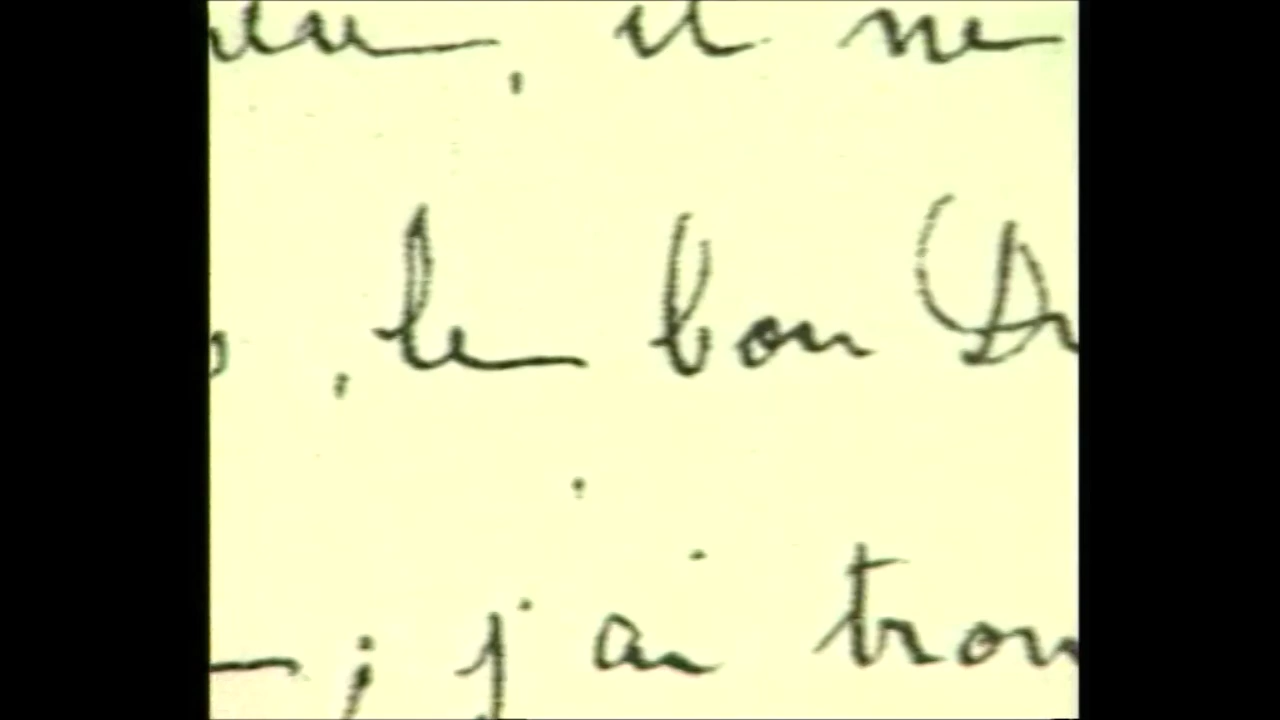 , il ne
, le bon
; j'ai trou